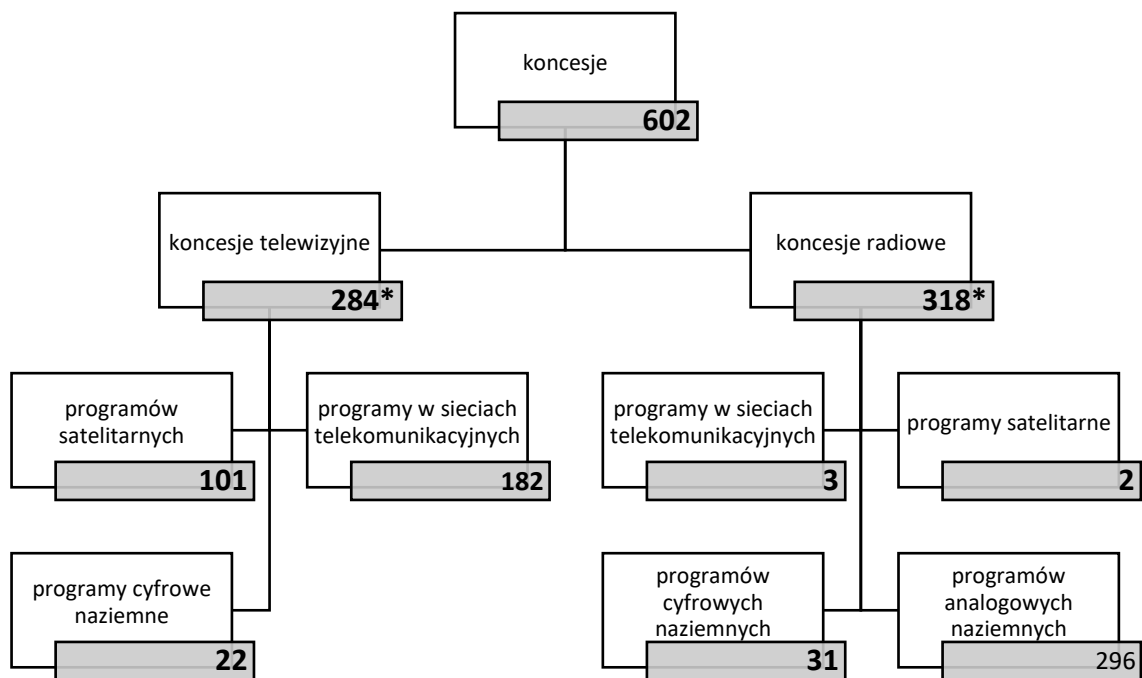 koncesje
602
koncesje telewizyjne
284*
koncesje radiowe
318*
programów
satelitarnych
101
programy w sieciach
telekomunikacyjnych
182
programy w sieciach
telekomunikacyjnych
3
programy satelitarne
2
programy cyfrowe
naziemne
22
programów
cyfrowych
naziemnych
31
programów
analogowych
naziemnych
296